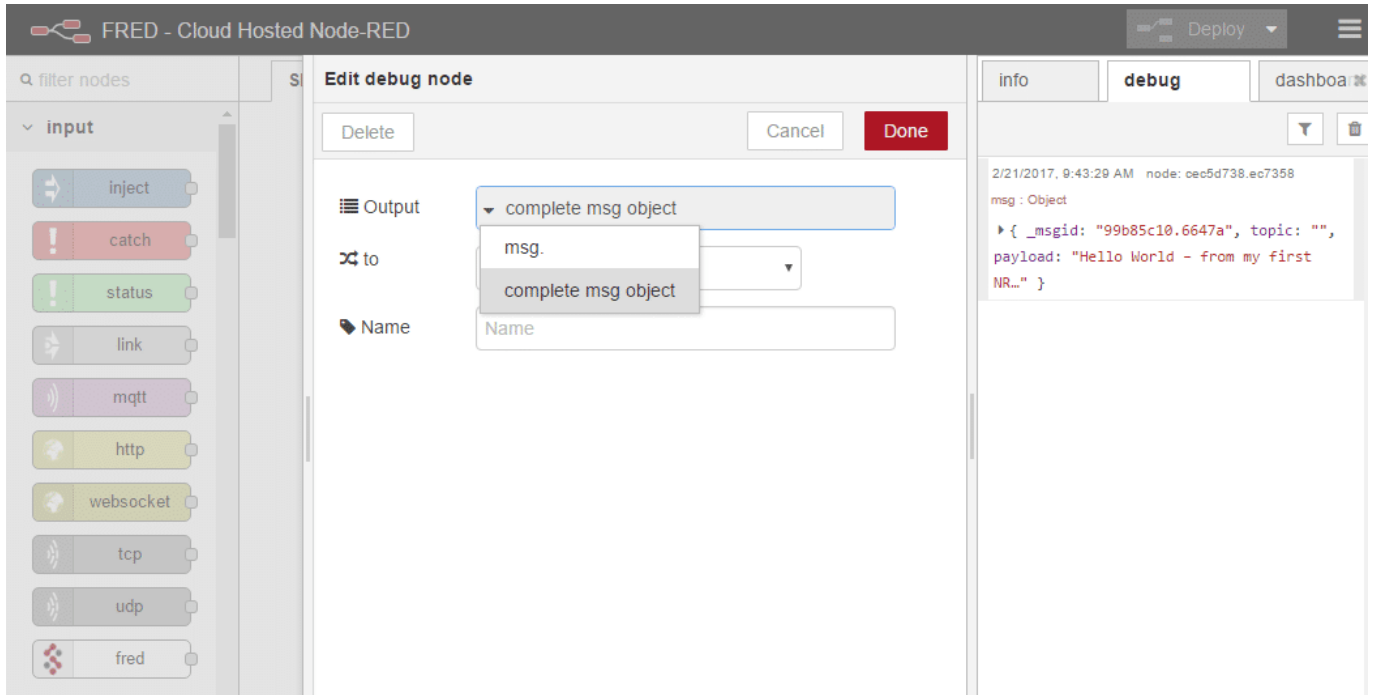 FRED - Cloud Hosted Node-RED
Deploy
filter nodes
input
inject
catch
status
link
mqtt
http
websocket
tcp
udp
fred
Edit debug node
Delete
Cancel
Done
Output
complete msg object
msg.
complete msg object
to
Name
Name
info
debug
2/21/2017, 9:43:29 AM node: cec5d738.ec7358
msg : Object
{ _msgid: "99b85c10.6647a", topic: "",
payload: "Hello World - from my first
NR…" }